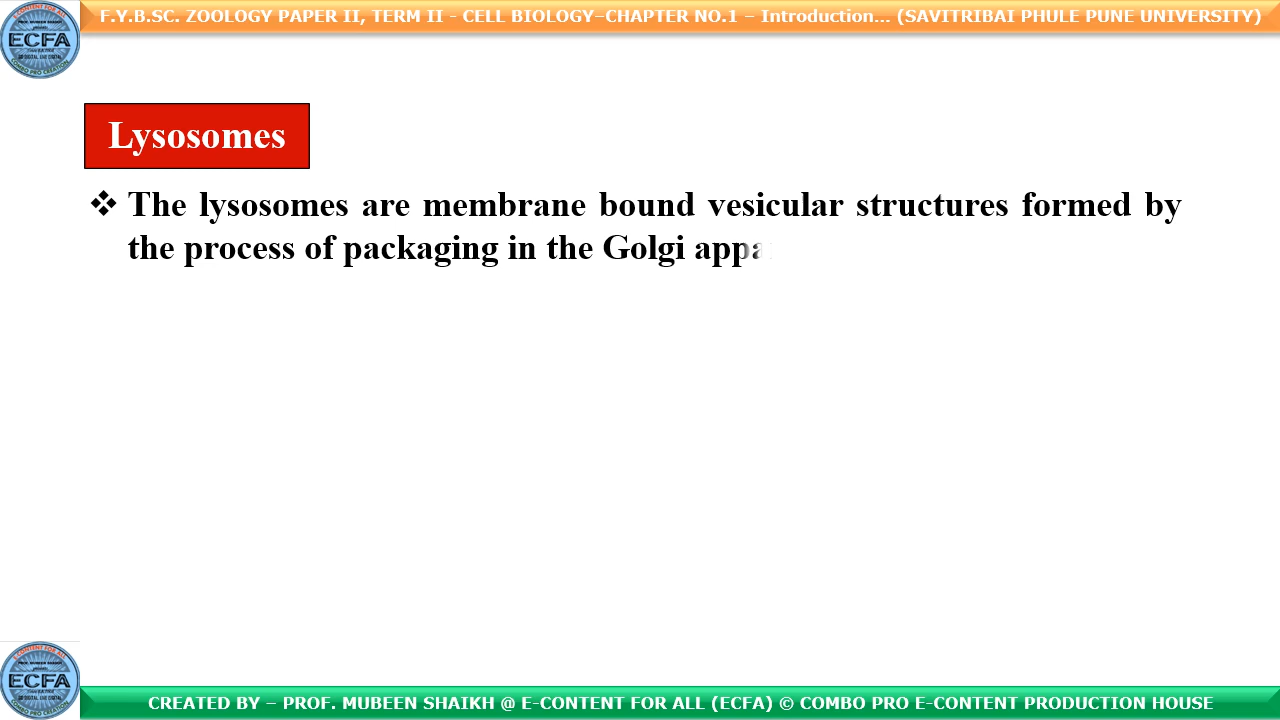 F.Y.B.SC. ZOOLOGY PAPER II, TERM II - CELL BIOLOGY–CHAPTER NO.1 – Introduction... (SAVITRIBAI PHULE PUNE UNIVERSITY)
ECFA
Lysosomes
❖ The lysosomes are membrane bound vesicular structures formed by
the process of packaging in the Golgi appa
ECFA
CREATED BY – PROF. MUBEEN SHAIKH @ E-CONTENT FOR ALL (ECFA) © COMBO PRO E-CONTENT PRODUCTION HOUSE